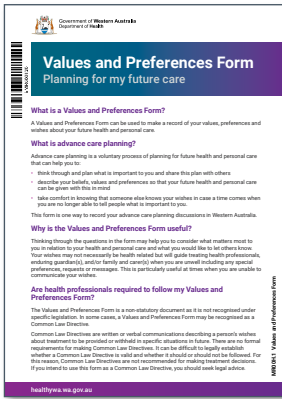 Government of Western Australia
Department of Health
Values and Preferences Form
Planning for my future care
What is a Values and Preferences Form?
A Values and Preferences Form can be used to make a record of your values, preferences and
wishes about your future health and personal care.
What is advance care planning?
Advance care planning is a voluntary process of planning for future health and personal care
that can help you to:
• think through and plan what is important to you and share this plan with others
• describe your beliefs, values and preferences so that your future health and personal care
can be given with this in mind
• take comfort in knowing that someone else knows your wishes in case a time comes when
you are no longer able to tell people what is important to you.
This form is one way to record your advance care planning discussions in Western Australia.
Why is the Values and Preferences Form useful?
Thinking through the questions in the form may help you to consider what matters most to
you in relation to your health and personal care and what you would like to let others know.
Your wishes may not necessarily be health related but will guide treating health professionals,
enduring guardian(s), and/or family and carer(s) when you are unwell including any special
preferences, requests or messages. This is particularly useful at times when you are unable to
communicate your wishes.
Are health professionals required to follow my Values and
Preferences Form?
The Values and Preferences Form is a non-statutory document as it is not recognised under
specific legislation. In some cases, a Values and Preferences Form may be recognised as a
Common Law Directive.
Common Law Directives are written or verbal communications describing a person's wishes
about treatment to be provided or withheld in specific situations in future. There are no formal
requirements for making Common Law Directives. It can be difficult to legally establish
whether a Common Law Directive is valid and whether it should or should not be followed. For
this reason, Common Law Directives are not recommended for making treatment decisions.
If you intend to use this form as a Common Law Directive, you should seek legal advice.
Values and Preferences Form
healthywa.wa.gov.au